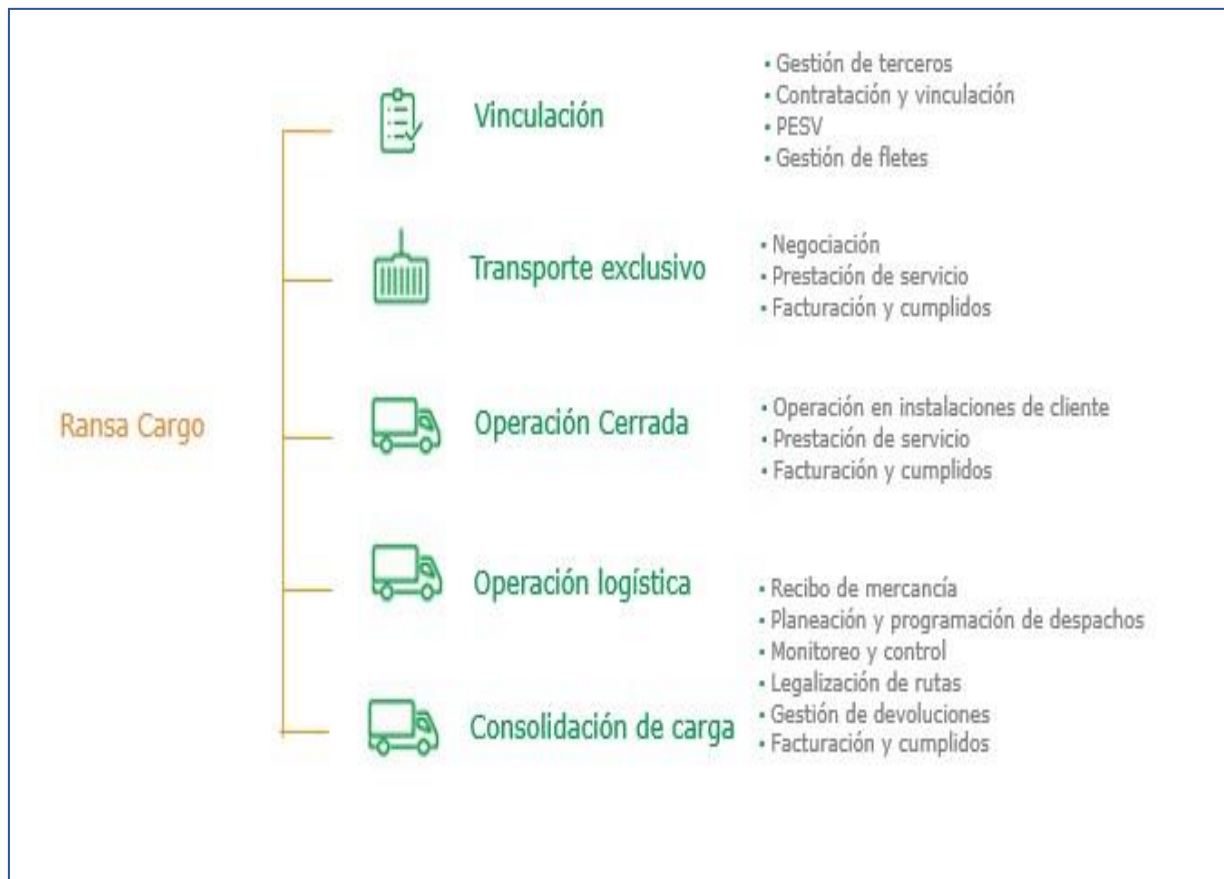 Ransa Cargo
Vinculación
• Gestión de terceros
• Contratación y vinculación
• PESV
• Gestión de fletes
Transporte exclusivo
• Negociación
• Prestación de servicio
• Facturación y cumplidos
Operación Cerrada
• Operación en instalaciones de cliente
• Prestación de servicio
• Facturación y cumplidos
Operación logística
Consolidación de carga
• Recibo de mercancía
• Planeación y programación de despachos
• Monitoreo y control
• Legalización de rutas
• Gestión de devoluciones
• Facturación y cumplidos